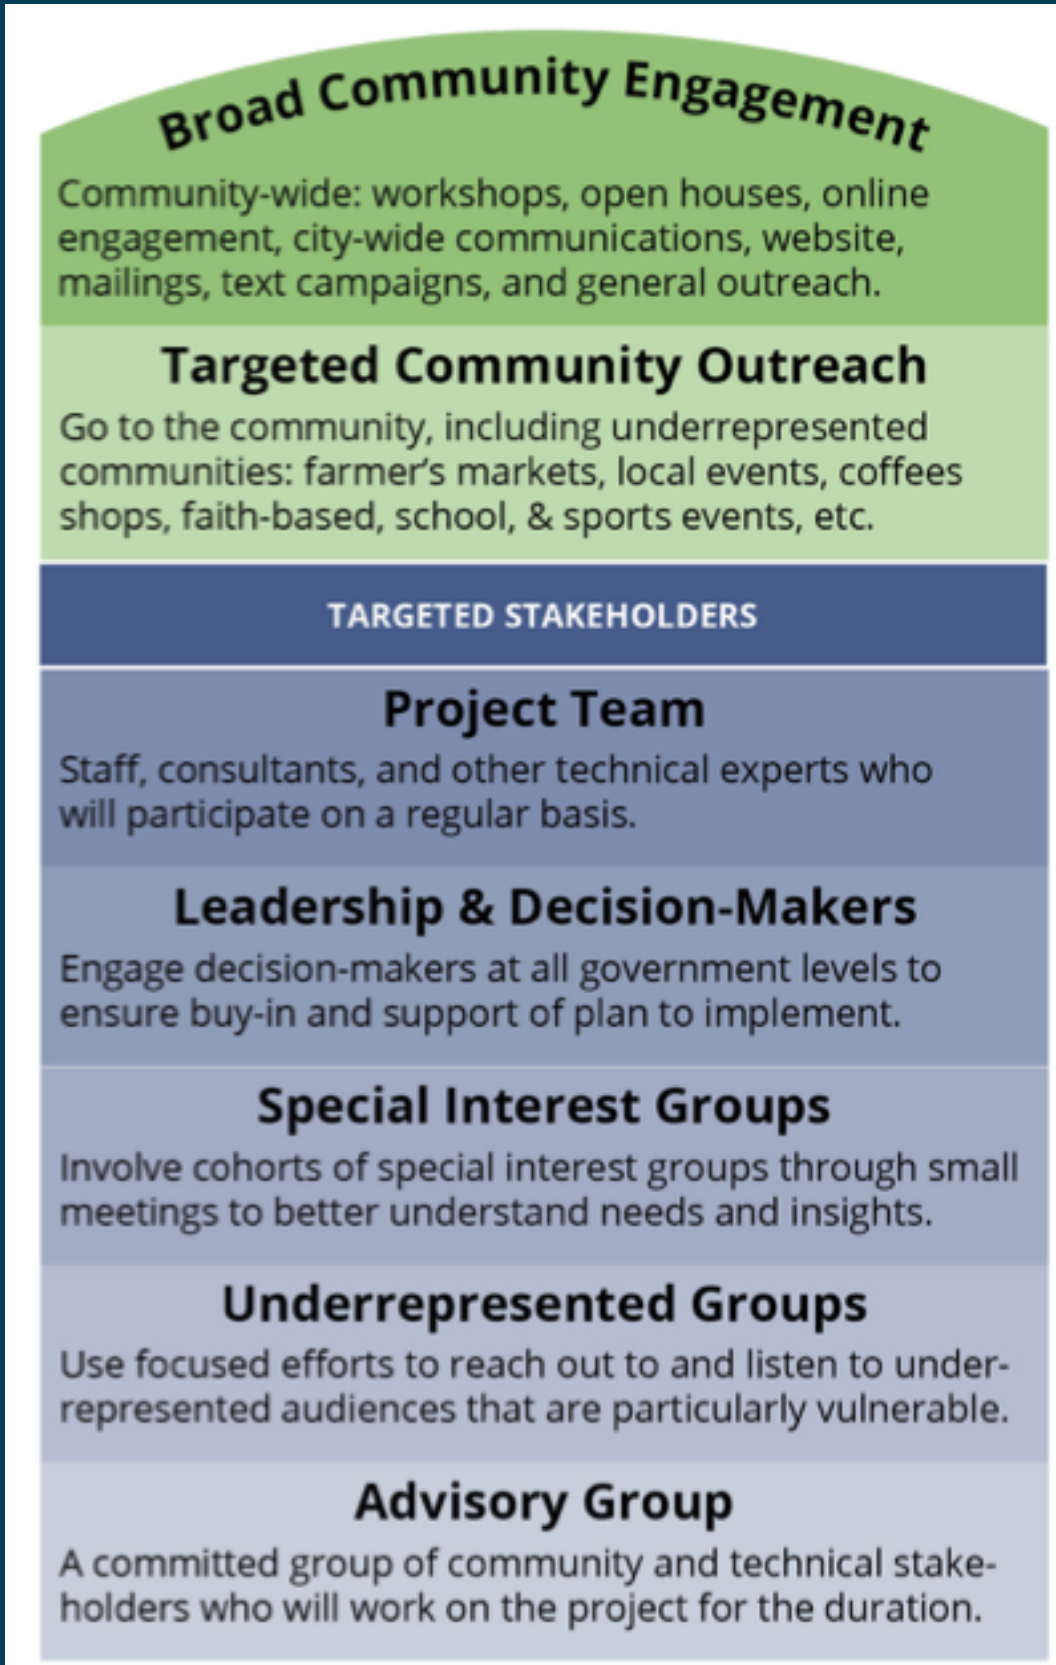 Broad Community Engagement
Community-wide: workshops, open houses, online
engagement, city-wide communications, website,
mailings, text campaigns, and general outreach.
Targeted Community Outreach
Go to the community, including underrepresented
communities: farmer’s markets, local events, coffees
shops, faith-based, school, & sports events, etc.
TARGETED STAKEHOLDERS
Project Team
Staff, consultants, and other technical experts who
will participate on a regular basis.
Leadership & Decision-Makers
Engage decision-makers at all government levels to
ensure buy-in and support of plan to implement.
Special Interest Groups
Involve cohorts of special interest groups through small
meetings to better understand needs and insights.
Underrepresented Groups
Use focused efforts to reach out to and listen to under-
represented audiences that are particularly vulnerable.
Advisory Group
A committed group of community and technical stake-
holders who will work on the project for the duration.